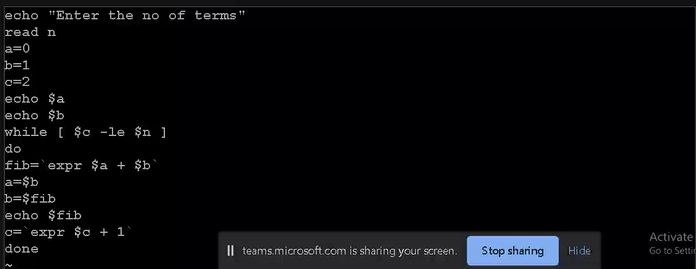 echo "Enter the no of terms"
read n
a=0
b=1
c=2
echo $a
echo $b
while [ $c -le $n ]
do
fib=`expr $a + $b`
a=$b
b=$fib
echo $fib
c=`expr $c + 1`
done
~
teams.microsoft.com is sharing your screen.
Stop sharing
Hide
Activate
Go to Setti